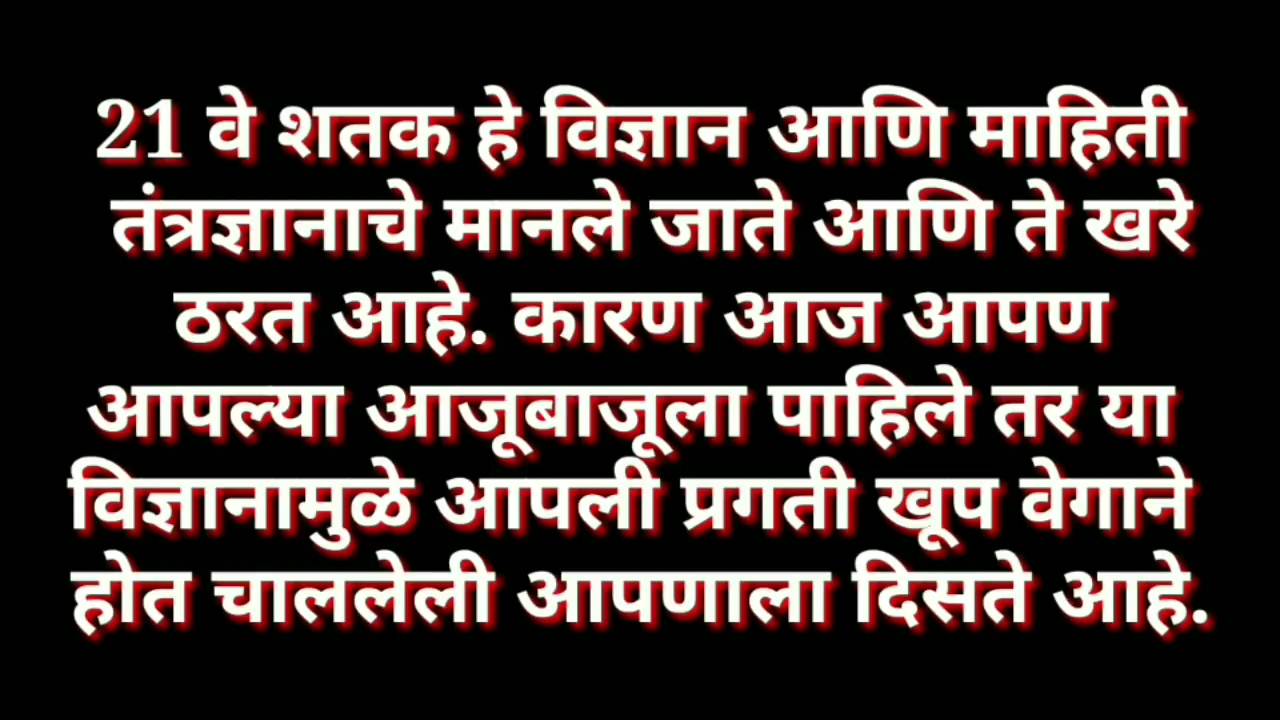 21 वे शतक हे विज्ञान आणि माहिती
तंत्रज्ञानाचे मानले जाते आणि ते खरे
ठरत आहे. कारण आज आपण
आपल्या आजूबाजूला पाहिले तर या
विज्ञानामुळे आपली प्रगती खूप वेगाने
होत चाललेली आपणाला दिसते आहे.